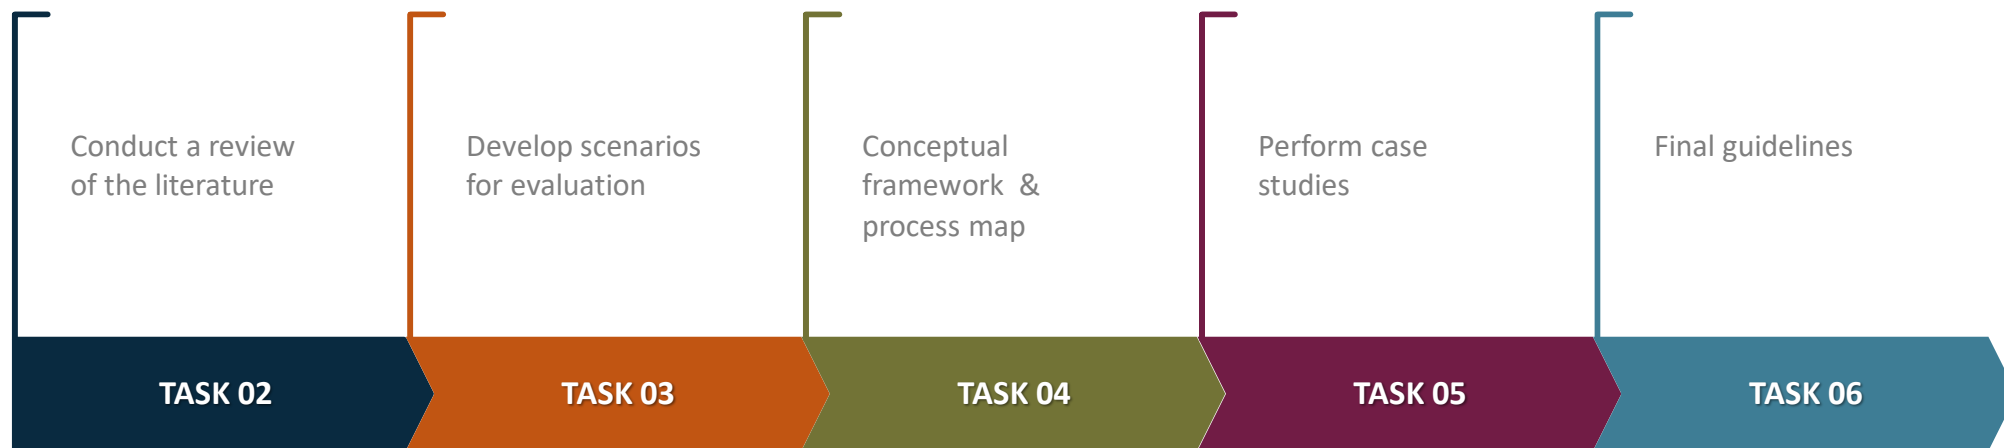 Conduct a review
of the literature
Develop scenarios
for evaluation
Conceptual
framework  &
process map
Perform case
studies
Final guidelines
TASK 02
TASK 03
TASK 04
TASK 05
TASK 06